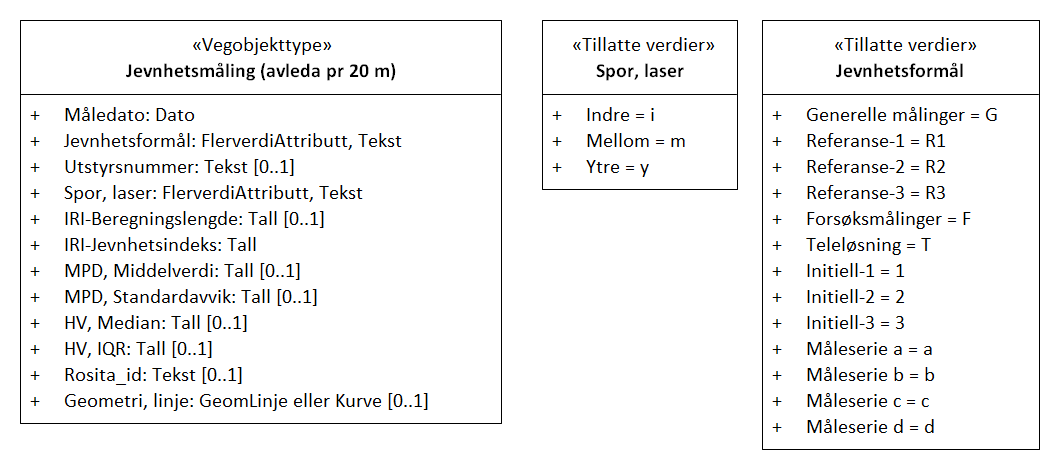 «Vegobjekttype»
Jevnhetsmåling (avleda pr 20 m)
+ Måledato: Dato
+ Jevnhetsformål: FlerverdiAttributt, Tekst
+ Utstyrsnummer: Tekst [0..1]
+ Spor, laser: FlerverdiAttributt, Tekst
+ IRI-Beregningslengde: Tall [0..1]
+ IRI-Jevnhetsindeks: Tall
+ MPD, Middelverdi: Tall [0..1]
+ MPD, Standardavvik: Tall [0..1]
+ HV, Median: Tall [0..1]
+ HV, IQR: Tall [0..1]
+ Rosita_id: Tekst [0..1]
+ Geometri, linje: GeomLinje eller Kurve [0..1]
«Tillatte verdier»
Spor, laser
+ Indre = i
+ Mellom = m
+ Ytre = y
«Tillatte verdier»
Jevnhetsformål
+ Generelle målinger = G
+ Referanse-1 = R1
+ Referanse-2 = R2
+ Referanse-3 = R3
+ Forsøksmålinger = F
+ Teleløsning = T
+ Initiell-1 = 1
+ Initiell-2 = 2
+ Initiell-3 = 3
+ Måleserie a = a
+ Måleserie b = b
+ Måleserie c = c
+ Måleserie d = d